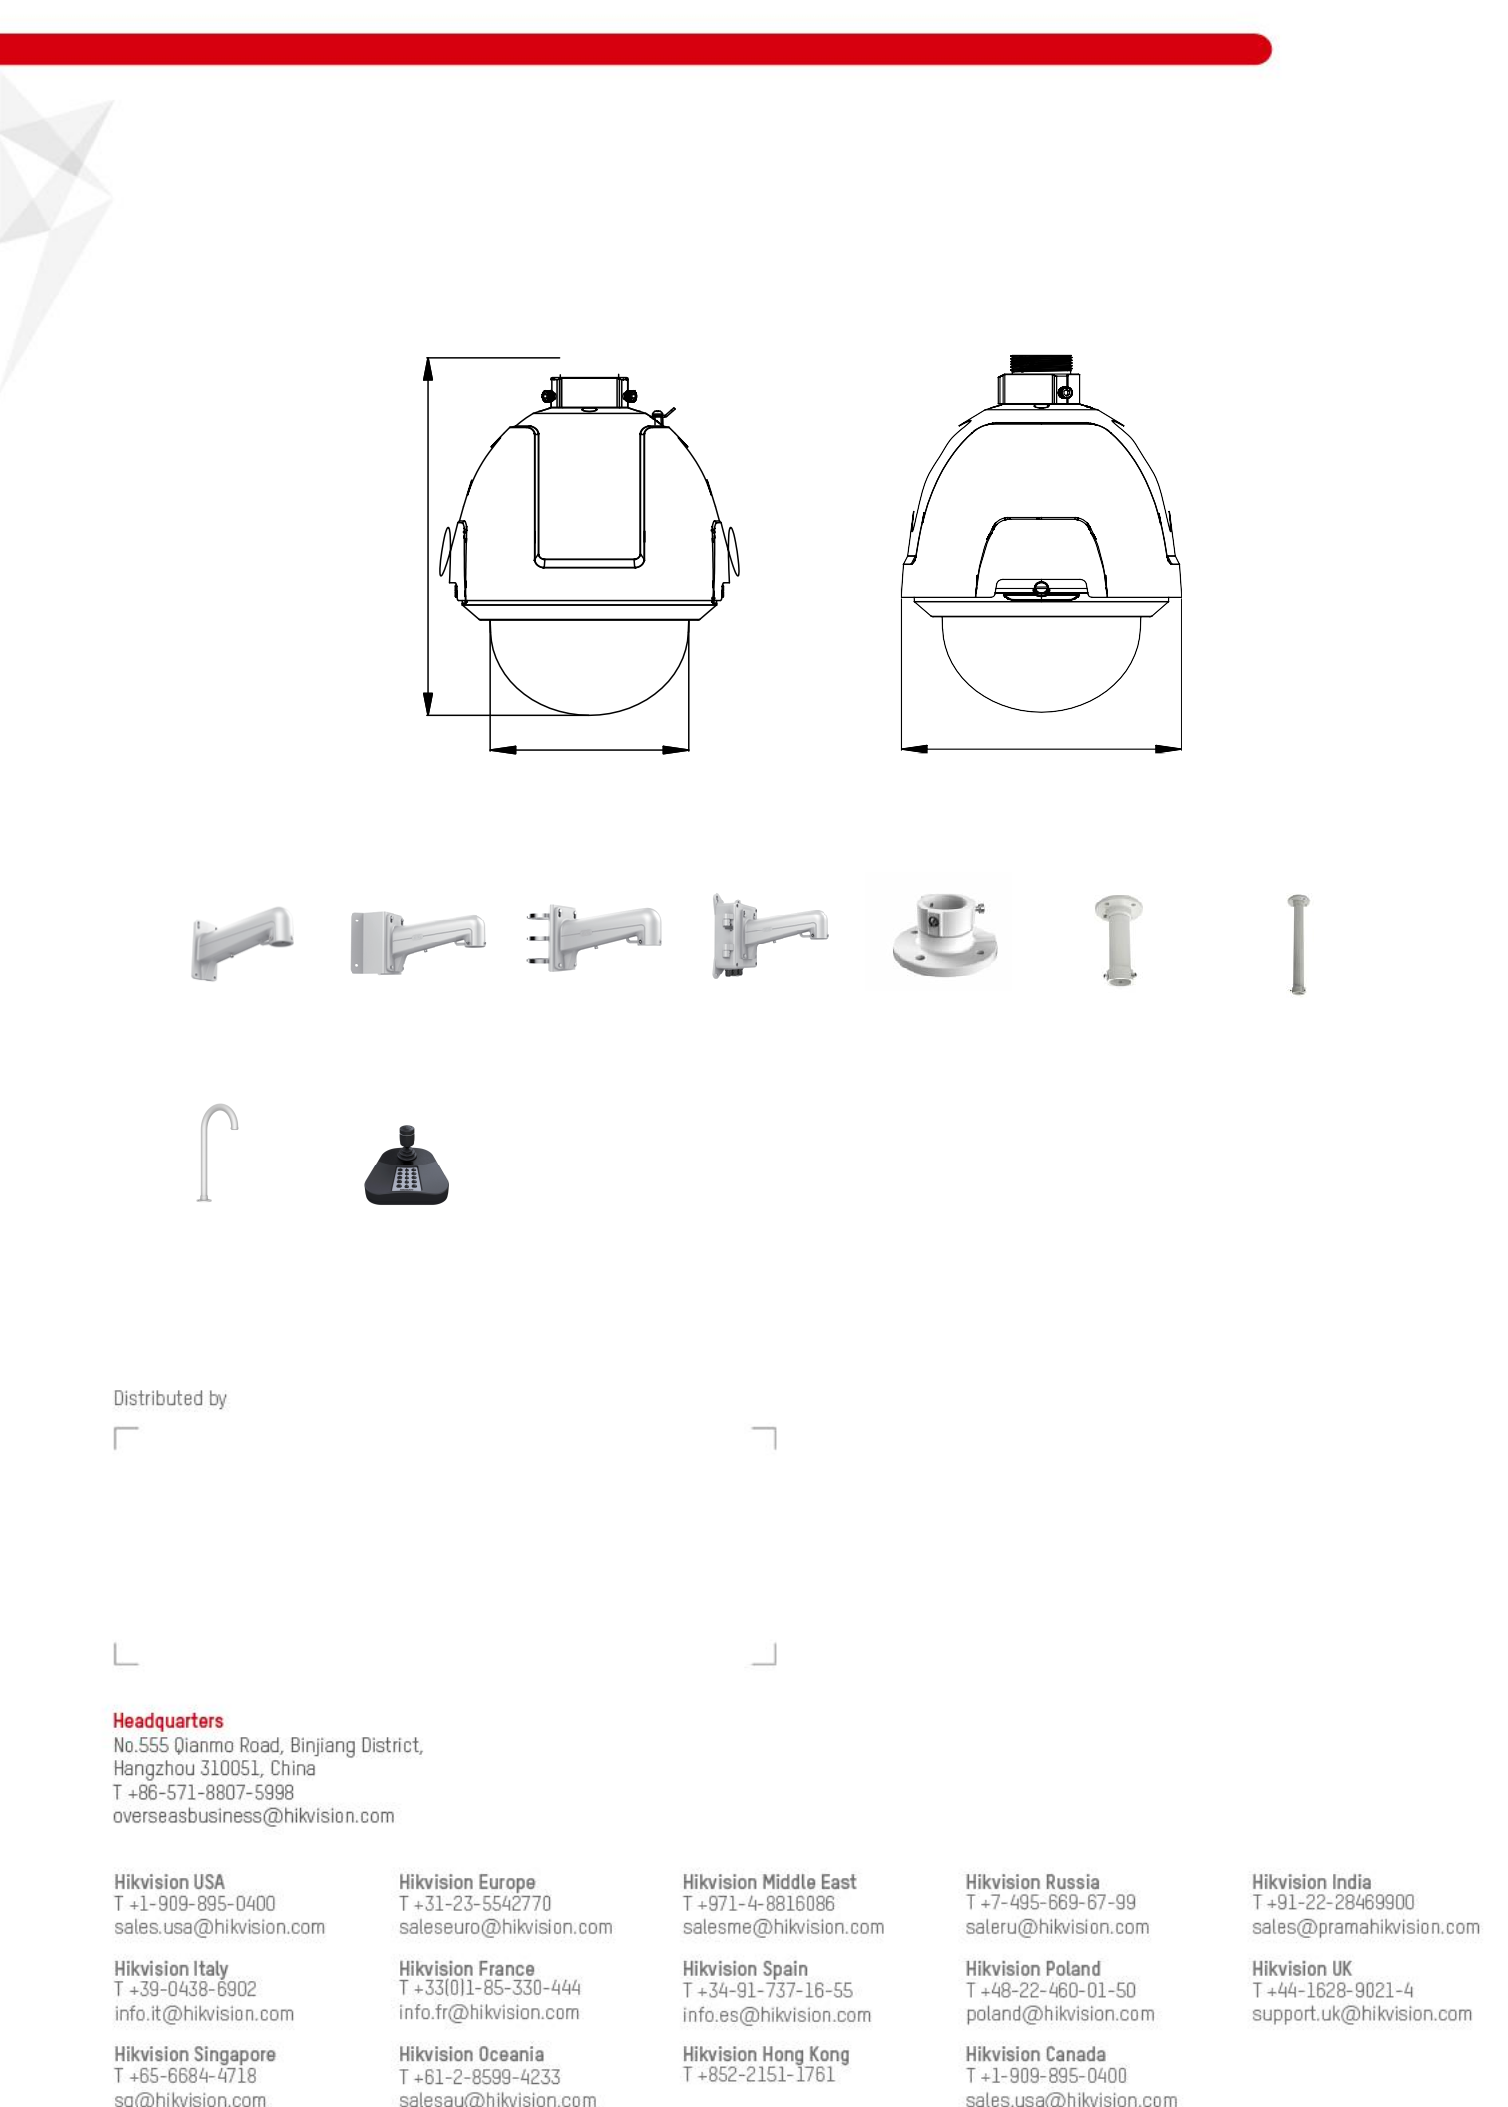 Distributed by
Headquarters
No.555 Qianmo Road, Binjiang District,
Hangzhou 310051, China
T +86-571-8807-5998
overseasbusiness@hikvision.com
Hikvision USA
T +1-909-895-0400
sales.usa@hikvision.com
Hikvision Europe
T +31-23-5542770
saleseuro@hikvision.com
Hikvision Middle East
T +971-4-8816086
salesme@hikvision.com
Hikvision Russia
T +7-495-669-67-99
saleru@hikvision.com
Hikvision India
T +91-22-28469900
sales@pramahikvision.com
Hikvision Italy
T +39-0438-6902
info.it@hikvision.com
Hikvision France
T +33(0)1-85-330-444
info.fr@hikvision.com
Hikvision Spain
T +34-91-737-16-55
info.es@hikvision.com
Hikvision Poland
T +48-22-460-01-50
poland@hikvision.com
Hikvision UK
T +44-1628-9021-4
support.uk@hikvision.com
Hikvision Singapore
T +65-6684-4718
sg@hikvision.com
Hikvision Oceania
T +61-2-8599-4233
salesau@hikvision.com
Hikvision Hong Kong
T +852-2151-1761
Hikvision Canada
T +1-909-895-0400
sales.usa@hikvision.com